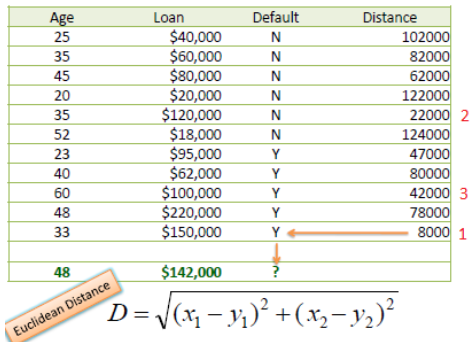 Age Loan Default Distance
25 $40,000 N 102000
35 $60,000 N 82000
45 $80,000 N 62000
20 $20,000 N 122000
35 $120,000 N 22000 2
52 $18,000 N 124000
23 $95,000 Y 47000
40 $62,000 Y 80000
60 $100,000 Y 42000 3
48 $220,000 Y 78000
33 $150,000 Y 8000 1
48 $142,000 ?
Euclidean Distance
D = √(x₁ − y₁)² + (x₂ − y₂)²